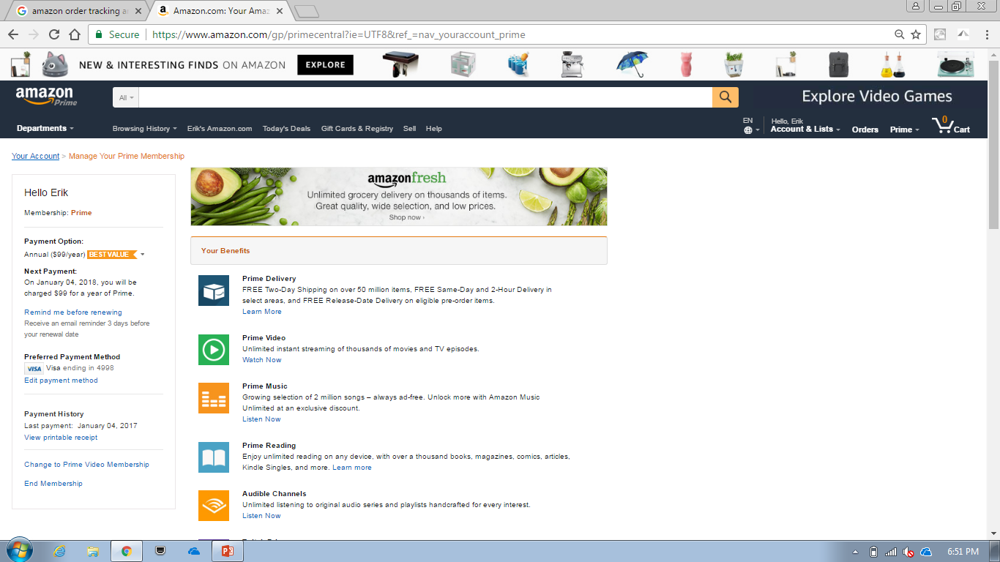 amazon order tracking a
Amazon.com: Your Amaz
Secure
https://www.amazon.com/gp/primecentral?ie=UTF8&ref_=nav_youraccount_prime
NEW & INTERESTING FINDS ON AMAZON
EXPLORE
amazon
Prime
All
Explore Video Games
Departments
Browsing History
Erik's Amazon.com
Today's Deals
Gift Cards & Registry
Sell
Help
EN
Hello, Erik
Account & Lists
Orders
Prime
0
Cart
Your Account > Manage Your Prime Membership
Hello Erik
Membership: Prime
Payment Option:
Annual ($99/year) BEST VALUE
Next Payment:
On January 04, 2018, you will be
charged $99 for a year of Prime.
Remind me before renewing
Receive an email reminder 3 days before
your renewal date
Preferred Payment Method
VISA Visa ending in 4998
Edit payment method
Payment History
Last payment: January 04, 2017
View printable receipt
Change to Prime Video Membership
End Membership
amazonfresh
Unlimited grocery delivery on thousands of items.
Great quality, wide selection, and low prices.
Shop now ›
Your Benefits
Prime Delivery
FREE Two-Day Shipping on over 50 million items, FREE Same-Day and 2-Hour Delivery in
select areas, and FREE Release-Date Delivery on eligible pre-order items.
Learn More
Prime Video
Unlimited instant streaming of thousands of movies and TV episodes.
Watch Now
Prime Music
Growing selection of 2 million songs – always ad-free. Unlock more with Amazon Music
Unlimited at an exclusive discount.
Listen Now
Prime Reading
Enjoy unlimited reading on any device, with over a thousand books, magazines, comics, articles,
Kindle Singles, and more. Learn more
Audible Channels
Unlimited listening to original audio series and playlists handcrafted for every interest.
Listen Now
6:51 PM